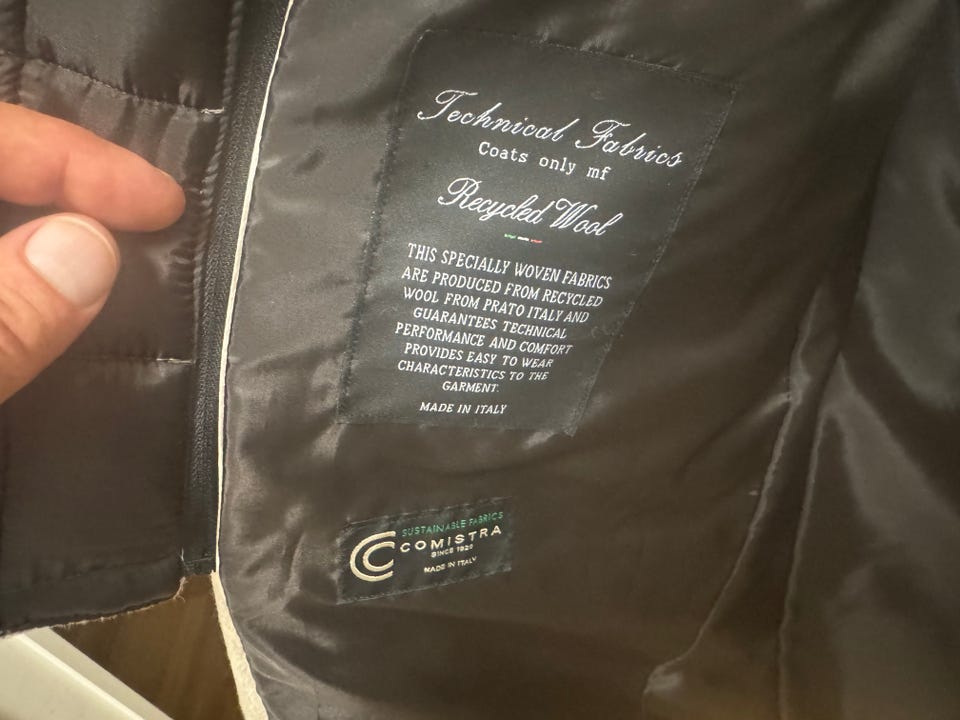 Technical Fabrics
Coats only mf
Recycled Wool
THIS SPECIALLY WOVEN FABRICS
ARE PRODUCED FROM RECYCLED
WOOL FROM PRATO ITALY AND
GUARANTEES TECHNICAL
PERFORMANCE AND COMFORT
PROVIDES EASY TO WEAR
CHARACTERISTICS TO THE
GARMENT.
MADE IN ITALY
SUSTAINABLE FABRICS
COMISTRA
SINCE 1920
MADE IN ITALY